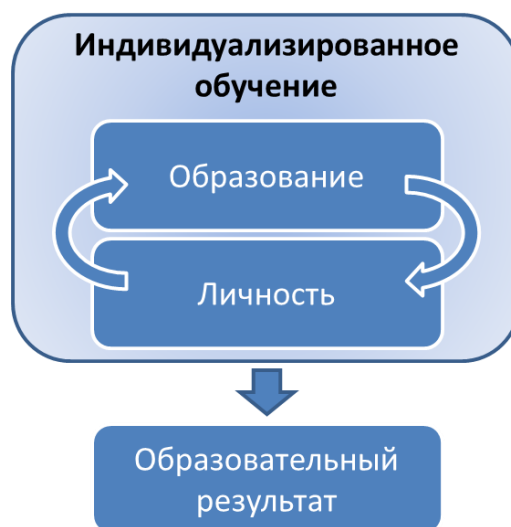 Индивидуализированное
обучение
Образование
Личность
Образовательный
результат